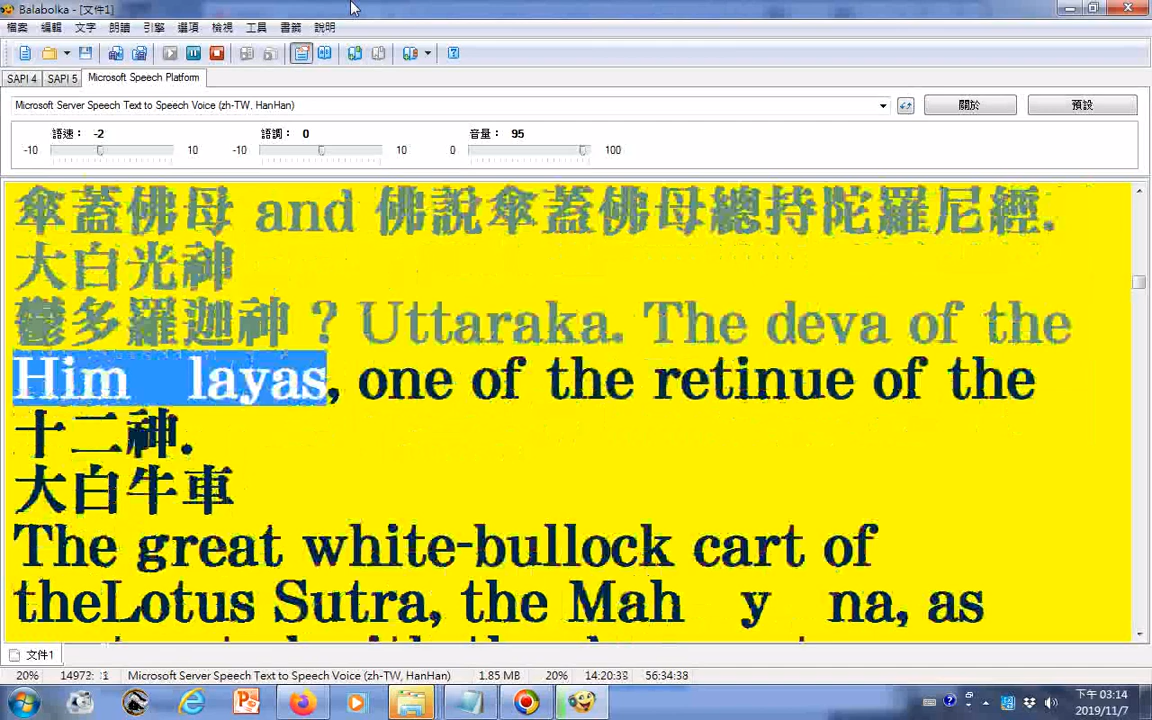 Balabolka - [文件1]
檔案 編輯 文字 朗讀 引擎 選項 檢視 工具 書籤 說明
SAPI 4 SAPI 5 Microsoft Speech Platform
Microsoft Server Speech Text to Speech Voice (zh-TW, HanHan) 關於 預設
語速： -2 語調： 0 音量： 95
-10 10 -10 10 0 100
傘蓋佛母 and 佛說傘蓋佛母總持陀羅尼經.
大白光神
鬱多羅迦神？Uttaraka. The deva of the
Him layas, one of the retinue of the
十二神.
大白牛車
The great white-bullock cart of
theLotus Sutra, the Mah y na, as
文件1
20% Microsoft Server Speech Text to Speech Voice (zh-TW, HanHan) 1.85 MB 20% 14:20:38 56:34:38
下午 03:14
2019/11/7